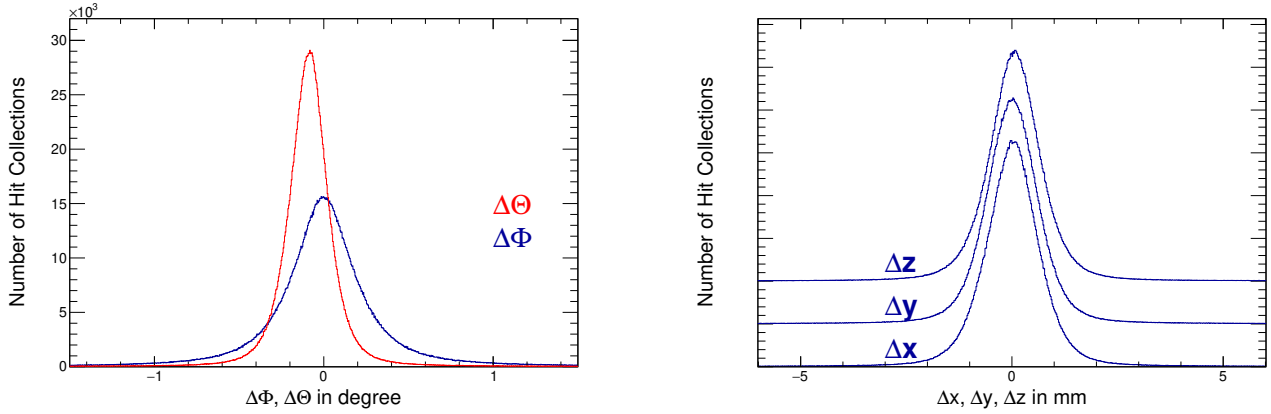 ×10³
30
25
20
15
10
5
0
−1
0
1
Number of Hit Collections
ΔΘ
ΔΦ
ΔΦ, ΔΘ in degree
Number of Hit Collections
Δz
Δy
Δx
−5
0
5
Δx, Δy, Δz in mm